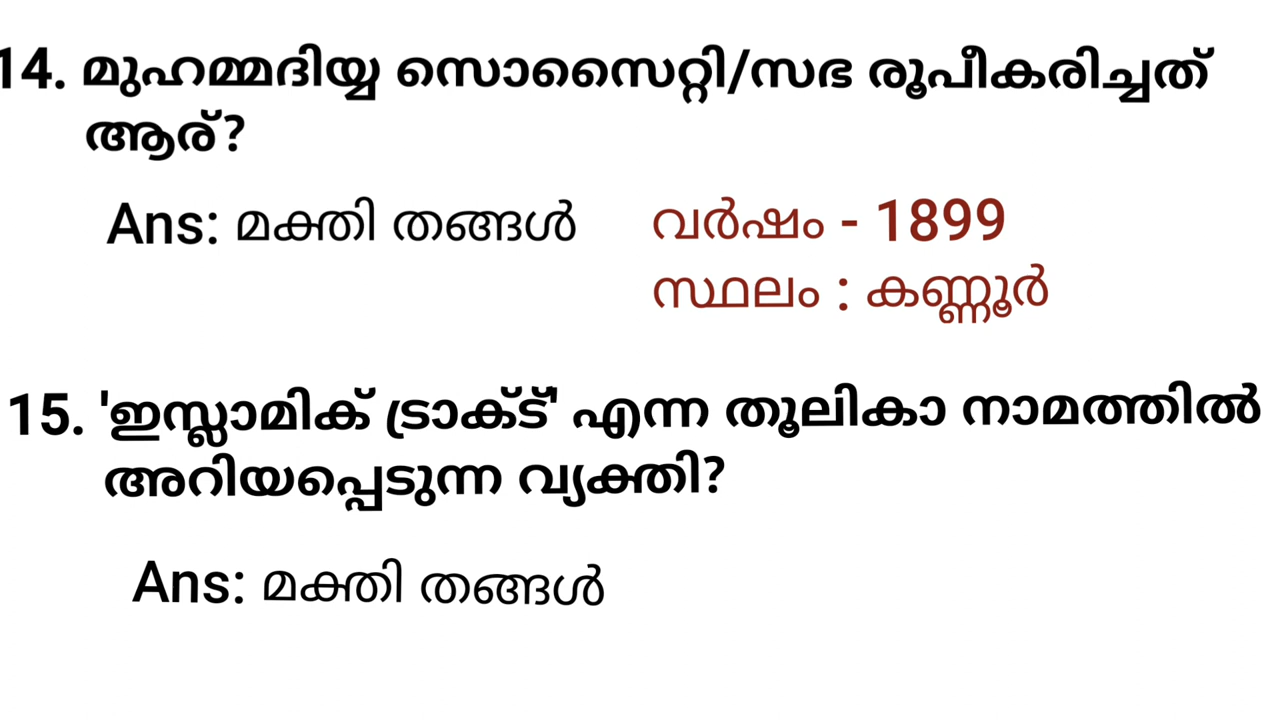 14. മുഹമ്മദിയ്യ സൊസൈറ്റി/സഭ രൂപീകരിച്ചത്
ആര്?
Ans: മക്തി തങ്ങൾ വർഷം - 1899
സ്ഥലം : കണ്ണൂർ
15. 'ഇസ്ലാമിക് ട്രാക്ട്' എന്ന തൂലികാ നാമത്തിൽ
അറിയപ്പെടുന്ന വ്യക്തി?
Ans: മക്തി തങ്ങൾ